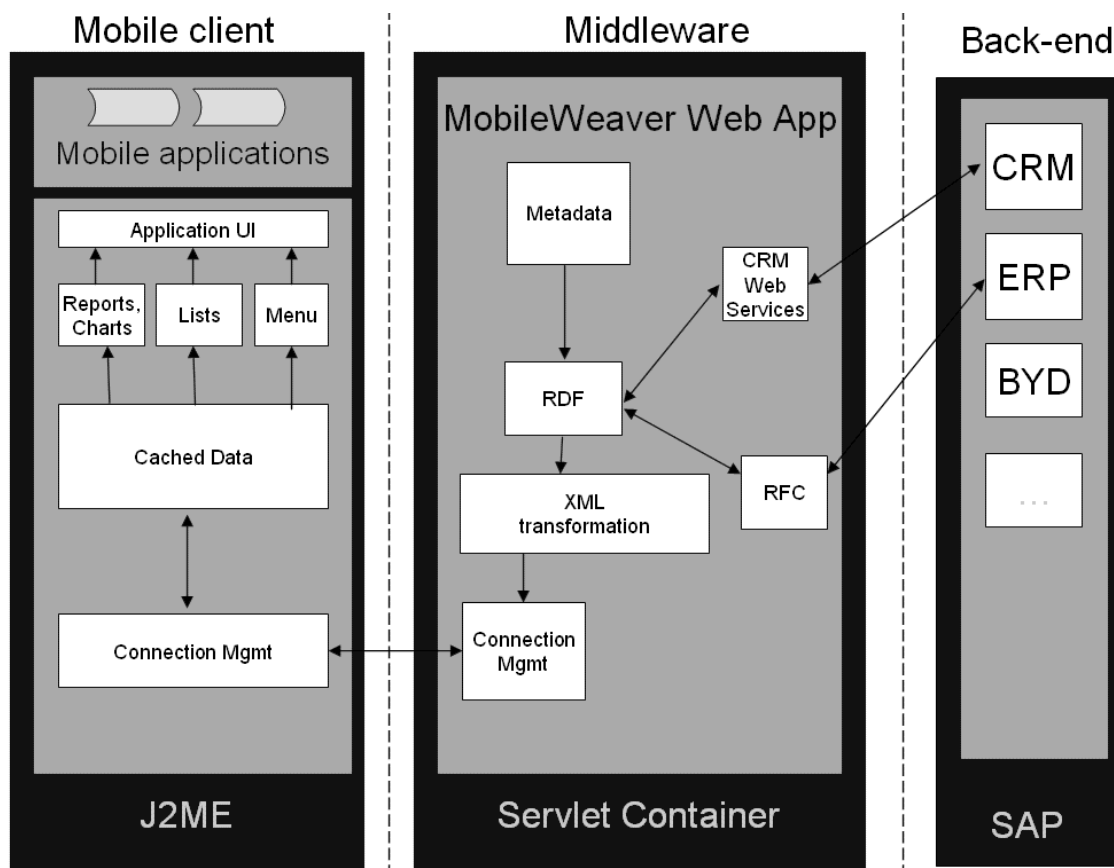 Mobile client
Middleware
Back-end
Mobile applications
Application UI
Reports,
Charts
Lists
Menu
Cached Data
Connection Mgmt
J2ME
MobileWeaver Web App
Metadata
CRM
Web
Services
RDF
RFC
XML
transformation
Connection
Mgmt
Servlet Container
CRM
ERP
BYD
...
SAP